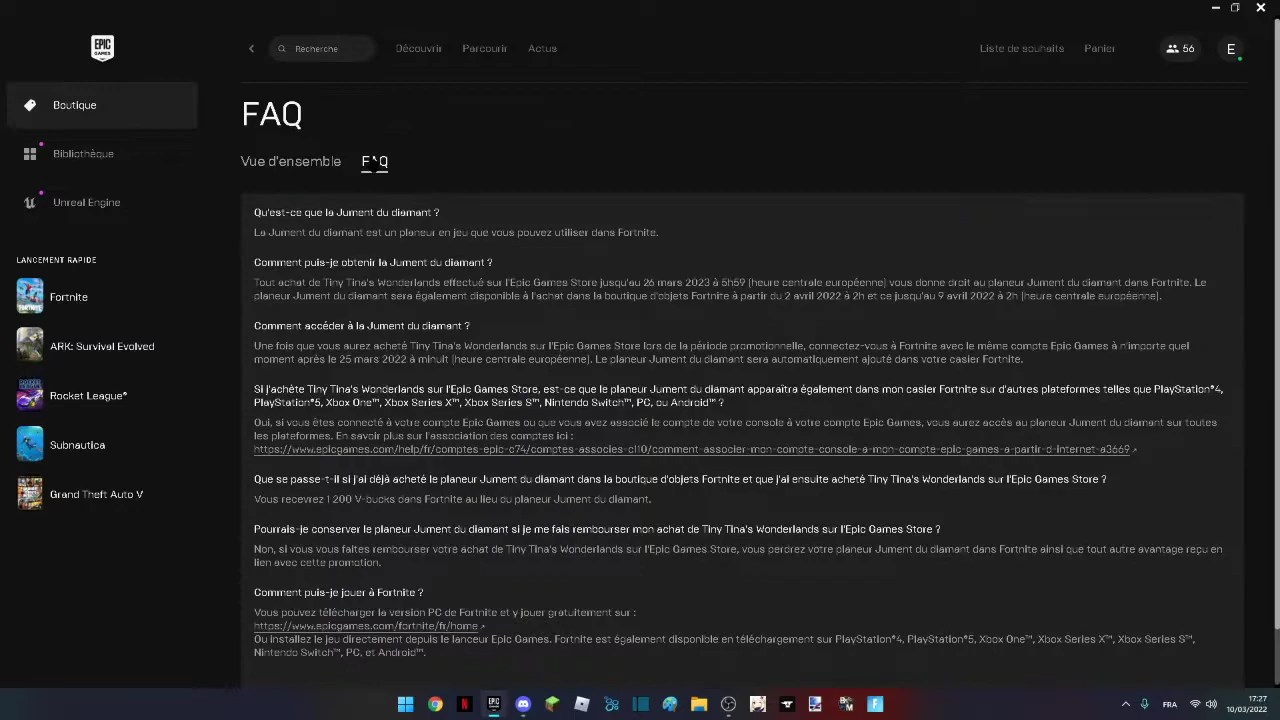 EPIC
GAMES
Recherche
Découvrir
Parcourir
Actus
Liste de souhaits
Panier
56
E
Boutique
Bibliothèque
Unreal Engine
LANCEMENT RAPIDE
Fortnite
ARK: Survival Evolved
Rocket League®
Subnautica
Grand Theft Auto V
FAQ
Vue d'ensemble
FAQ
Qu'est-ce que la Jument du diamant ?
La Jument du diamant est un planeur en jeu que vous pouvez utiliser dans Fortnite.
Comment puis-je obtenir la Jument du diamant ?
Tout achat de Tiny Tina's Wonderlands effectué sur l'Epic Games Store jusqu'au 26 mars 2023 à 5h59 (heure centrale européenne) vous donne droit au planeur Jument du diamant dans Fortnite. Le
planeur Jument du diamant sera également disponible à l'achat dans la boutique d'objets Fortnite à partir du 2 avril 2022 à 2h et ce jusqu'au 9 avril 2022 à 2h (heure centrale européenne).
Comment accéder à la Jument du diamant ?
Une fois que vous aurez acheté Tiny Tina's Wonderlands sur l'Epic Games Store lors de la période promotionnelle, connectez-vous à Fortnite avec le même compte Epic Games à n'importe quel
moment après le 25 mars 2022 à minuit (heure centrale européenne). Le planeur Jument du diamant sera automatiquement ajouté dans votre casier Fortnite.
Si j'achète Tiny Tina's Wonderlands sur l'Epic Games Store, est-ce que le planeur Jument du diamant apparaîtra également dans mon casier Fortnite sur d'autres plateformes telles que PlayStation®4,
PlayStation®5, Xbox One™, Xbox Series X™, Xbox Series S™, Nintendo Switch™, PC, ou Android™ ?
Oui, si vous êtes connecté à votre compte Epic Games ou que vous avez associé le compte de votre console à votre compte Epic Games, vous aurez accès au planeur Jument du diamant sur toutes
les plateformes. En savoir plus sur l'association des comptes ici :
https://www.epicgames.com/help/fr/comptes-epic-c74/comptes-associes-c110/comment-associer-mon-compte-console-a-mon-compte-epic-games-a-partir-d-internet-a3669
Que se passe-t-il si j'ai déjà acheté le planeur Jument du diamant dans la boutique d'objets Fortnite et que j'ai ensuite acheté Tiny Tina's Wonderlands sur l'Epic Games Store ?
Vous recevrez 1 200 V-bucks dans Fortnite au lieu du planeur Jument du diamant.
Pourrais-je conserver le planeur Jument du diamant si je me fais rembourser mon achat de Tiny Tina's Wonderlands sur l'Epic Games Store ?
Non, si vous vous faites rembourser votre achat de Tiny Tina's Wonderlands sur l'Epic Games Store, vous perdrez votre planeur Jument du diamant dans Fortnite ainsi que tout autre avantage reçu en
lien avec cette promotion.
Comment puis-je jouer à Fortnite ?
Vous pouvez télécharger la version PC de Fortnite et y jouer gratuitement sur :
https://www.epicgames.com/fortnite/fr/home
Ou installez le jeu directement depuis le lanceur Epic Games. Fortnite est également disponible en téléchargement sur PlayStation®4, PlayStation®5, Xbox One™, Xbox Series X™, Xbox Series S™,
Nintendo Switch™, PC, et Android™.
FRA
17:27
10/03/2022